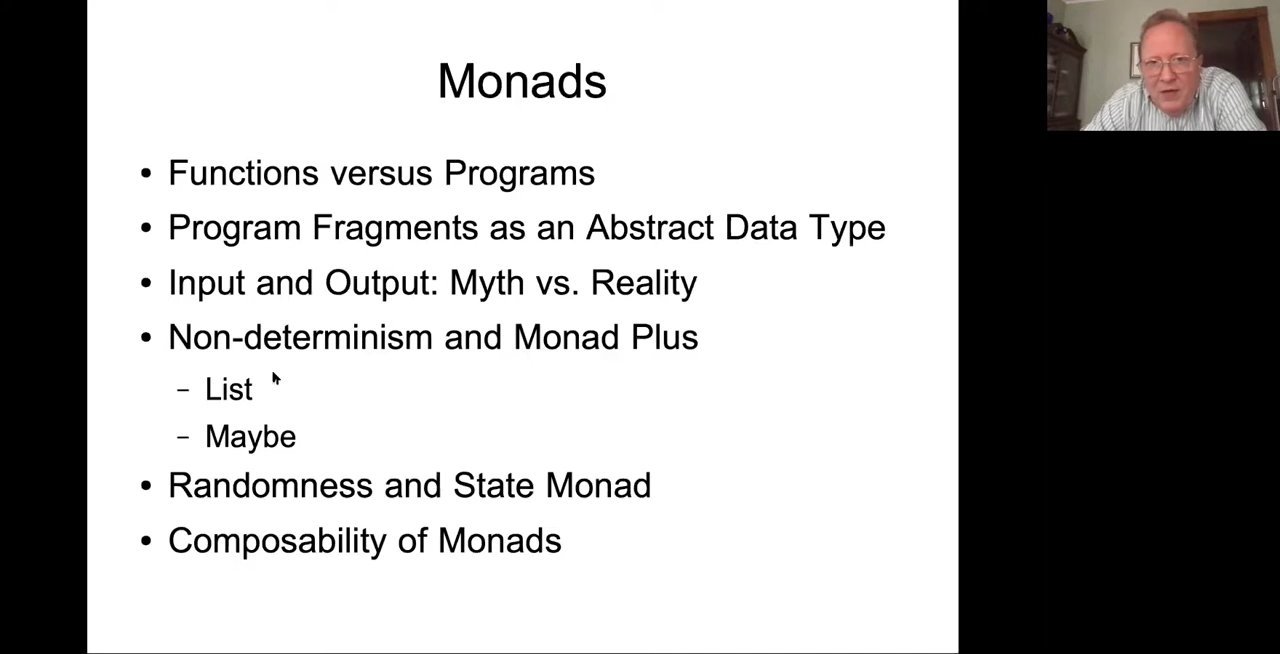 Monads
• Functions versus Programs
• Program Fragments as an Abstract Data Type
• Input and Output: Myth vs. Reality
• Non-determinism and Monad Plus
– List
– Maybe
• Randomness and State Monad
• Composability of Monads